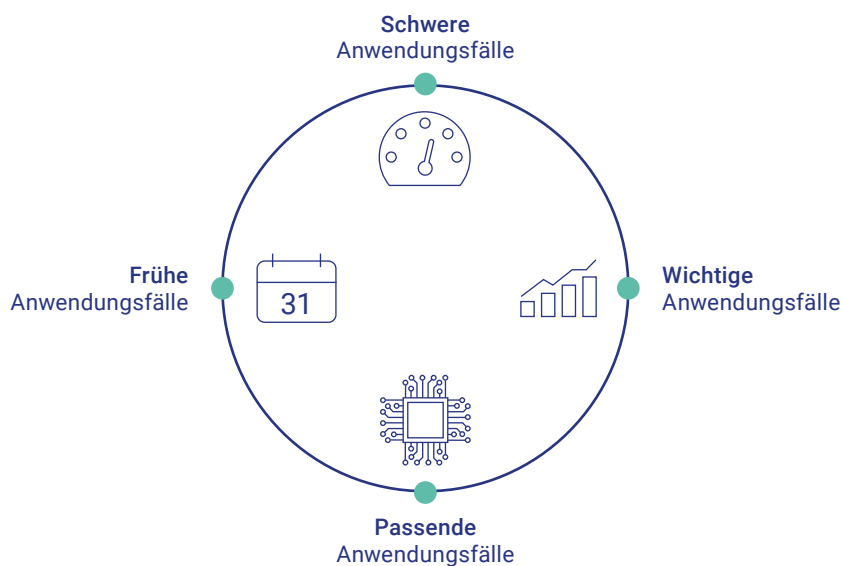 Schwere
Anwendungsfälle
Frühe
Anwendungsfälle
31
Wichtige
Anwendungsfälle
Passende
Anwendungsfälle